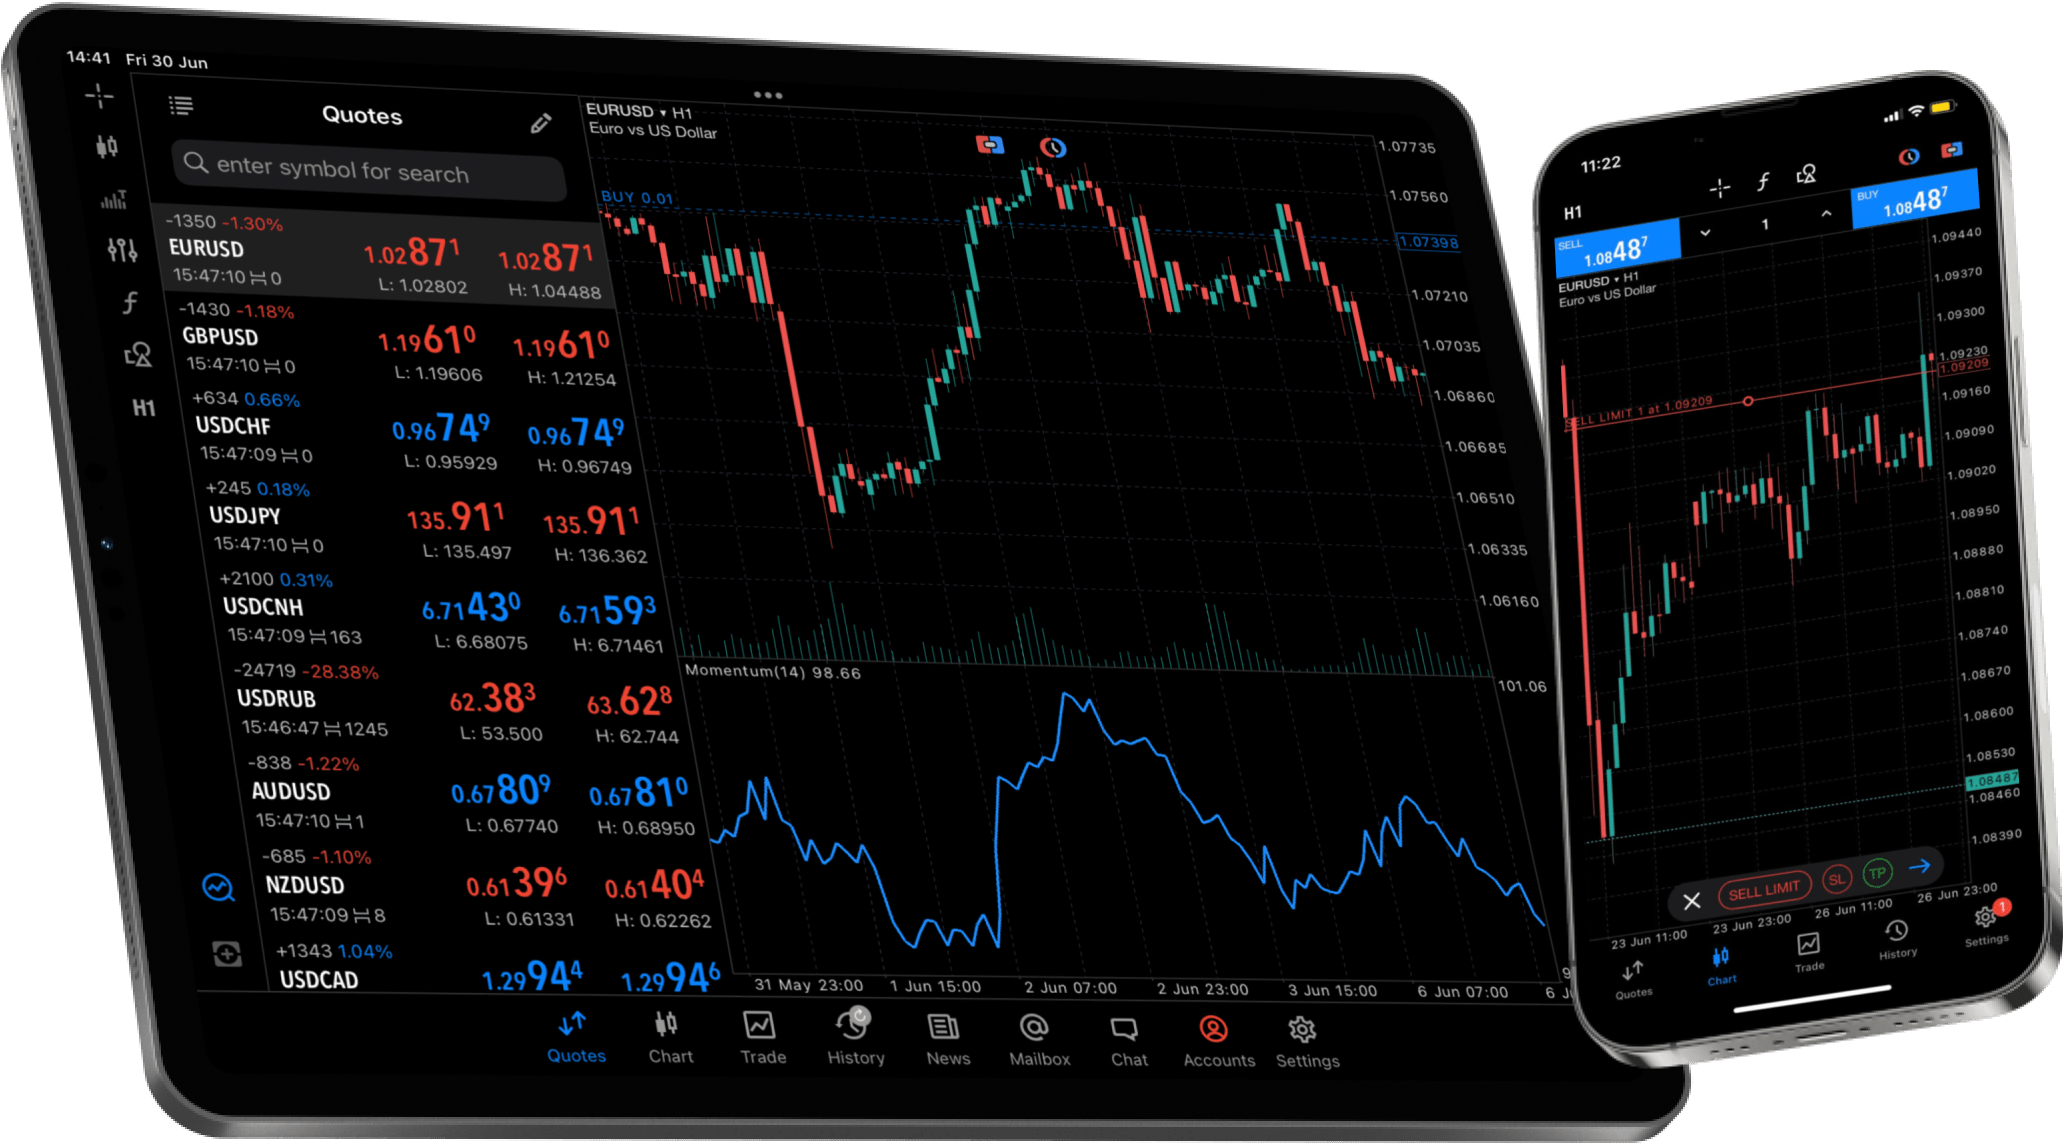 14:41 Fri 30 Jun
Quotes
enter symbol for search
-1350 -1.30%
EURUSD 1.02871 1.02871
15:47:10 0 L: 1.02802 H: 1.04488
-1430 -1.18%
GBPUSD 1.19610 1.19610
15:47:10 0 L: 1.19606 H: 1.21254
+634 0.66%
USDCHF 0.96749 0.96749
15:47:09 0 L: 0.95929 H: 0.96749
+245 0.18%
USDJPY 135.911 135.911
15:47:10 0 L: 135.497 H: 136.362
+2100 0.31%
USDCNH 6.71430 6.71593
15:47:09 163 L: 6.68075 H: 6.71461
-24719 -28.38%
USDRUB 62.383 63.628
15:46:47 1245 L: 53.500 H: 62.744
-838 -1.22%
AUDUSD 0.67809 0.67810
15:47:10 1 L: 0.67740 H: 0.68950
-685 -1.10%
NZDUSD 0.61396 0.61404
15:47:09 8 L: 0.61331 H: 0.62262
+1343 1.04%
USDCAD 1.29944 1.29946
f
H1
EURUSD ▾ H1
Euro vs US Dollar
BUY 0.01
1.07735
1.07560
1.07398
1.07210
1.07035
1.06860
1.06685
1.06510
1.06335
1.06160
Momentum(14) 98.66
101.06
31 May 23:00 1 Jun 15:00 2 Jun 07:00 2 Jun 23:00 3 Jun 15:00 6 Jun 07:00
Quotes Chart Trade History News Mailbox Chat Accounts Settings
11:22
H1 f
SELL 1.08487
1
BUY 1.08487
EURUSD ▾ H1
Euro vs US Dollar
SELL LIMIT 1 at 1.09209
1.09440
1.09370
1.09300
1.09230
1.09209
1.09160
1.09090
1.09020
1.08950
1.08880
1.08810
1.08740
1.08670
1.08600
1.08530
1.08487
1.08460
1.08390
SELL LIMIT SL TP
23 Jun 11:00 23 Jun 23:00 26 Jun 11:00 26 Jun 23:00
1
Quotes Chart Trade History Settings